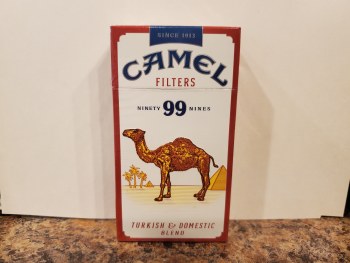 SINCE 1913
CAMEL
FILTERS
NINETY 99 NINES
TURKISH & DOMESTIC
BLEND